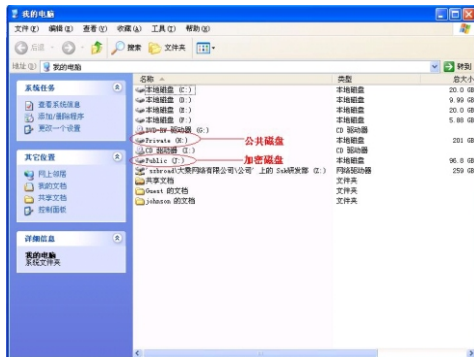 我的电脑
文件(F) 编辑(E) 查看(V) 收藏(A) 工具(T) 帮助(H)
后退 搜索 文件夹
地址(D) 我的电脑 转到
名称 类型 总大小
系统任务
查看系统信息
添加/删除程序
更改一个设置
其它位置
网上邻居
我的文档
共享文档
控制面板
详细信息
我的电脑
系统文件夹
本地磁盘 (C:) 本地磁盘 20.0 GB
本地磁盘 (D:) 本地磁盘 9.99 GB
本地磁盘 (E:) 本地磁盘 20.0 GB
本地磁盘 (F:) 本地磁盘 5.88 GB
DVD-RW 驱动器 (G:) CD 驱动器
Private (H:) 公共磁盘 本地磁盘 201 GB
CD 驱动器 (I:) CD 驱动器
Public (J:) 加密磁盘 本地磁盘 96.8 GB
上的 Ssh研发部 (Z:) 网络驱动器 259 GB
共享文档 文件夹
Guest 的文档 文件夹
johnson 的文档 文件夹